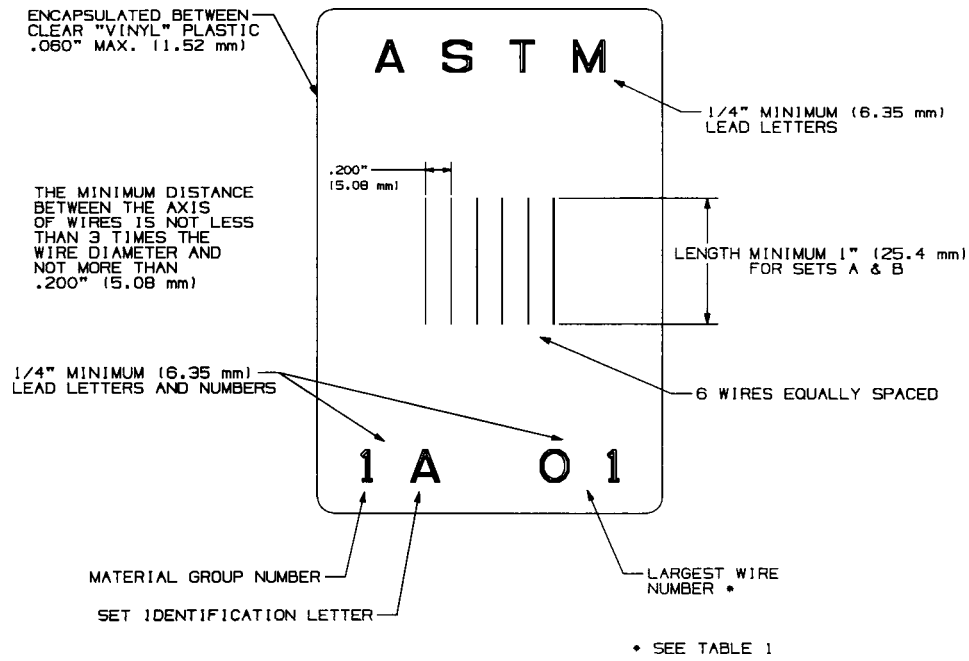 ENCAPSULATED BETWEEN
CLEAR "VINYL" PLASTIC
.060" MAX. (1.52 mm)
A S T M
1/4" MINIMUM (6.35 mm)
LEAD LETTERS
.200"
(5.08 mm)
THE MINIMUM DISTANCE
BETWEEN THE AXIS
OF WIRES IS NOT LESS
THAN 3 TIMES THE
WIRE DIAMETER AND
NOT MORE THAN
.200" (5.08 mm)
LENGTH MINIMUM 1" (25.4 mm)
FOR SETS A & B
1/4" MINIMUM (6.35 mm)
LEAD LETTERS AND NUMBERS
6 WIRES EQUALLY SPACED
1 A 0 1
MATERIAL GROUP NUMBER
SET IDENTIFICATION LETTER
LARGEST WIRE
NUMBER *
* SEE TABLE 1